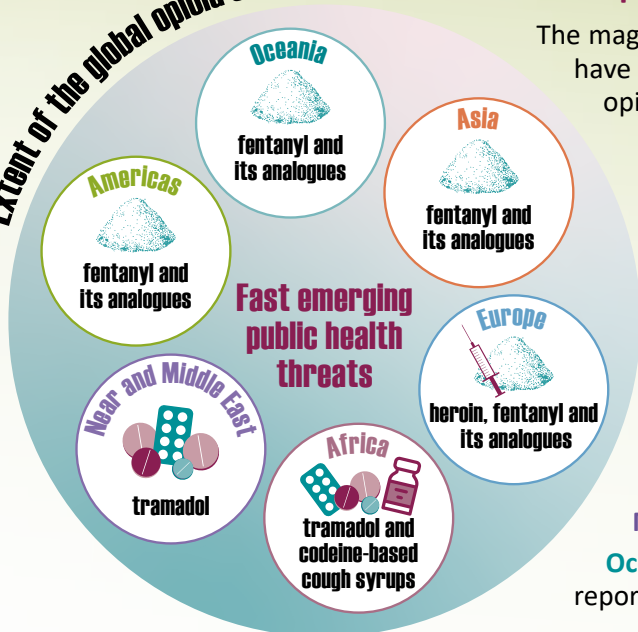 Extent of the global opioid
The mag
have
opi
Oceania
fentanyl and
its analogues
Asia
fentanyl and
its analogues
Americas
fentanyl and
its analogues
Fast emerging
public health
threats
Europe
heroin, fentanyl and
its analogues
Near and Middle East
tramadol
Africa
tramadol and
codeine-based
cough syrups
Oc
repor